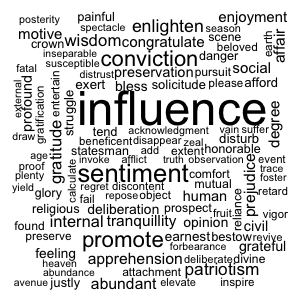 posterity painful enlighten enjoyment
spectacle season
motive wisdom congratulate scene earth affair
crown beloved
inseparable conviction danger
susceptible
fatal distrust preservation pursuit social
exert bless solicitude please afford
external profound draw gratification entertain struggle
influence
degree
tend acknowledgment van suffer
beneficent disappear zeal disturb
statesman add extent honorable
age invoke afflict truth observation event
proof gratitude sentiment comfort trace
plenty calculate mutual prejudice foster
yield regret discontent human retard
glory fail repose object
religious deliberation prospect reliance fruit vigor
found internal tranquillity opinion civil
preserve promote earnest bestow revive
forbearance
feeling apprehension grateful
heaven deliberate divine
abundance attachment patriotism
avenue justly abundant elevate inspire